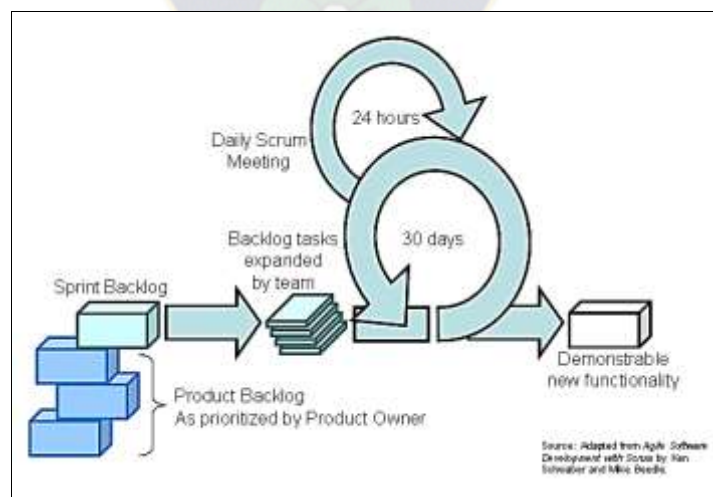 24 hours
Daily Scrum
Meeting
Backlog tasks
expanded
by team
30 days
Sprint Backlog
Product Backlog
As prioritized by Product Owner
Demonstrable
new functionality
Source: Adapted from Agile Software
Development with Scrum by Ken
Schwaber and Mike Beedle.